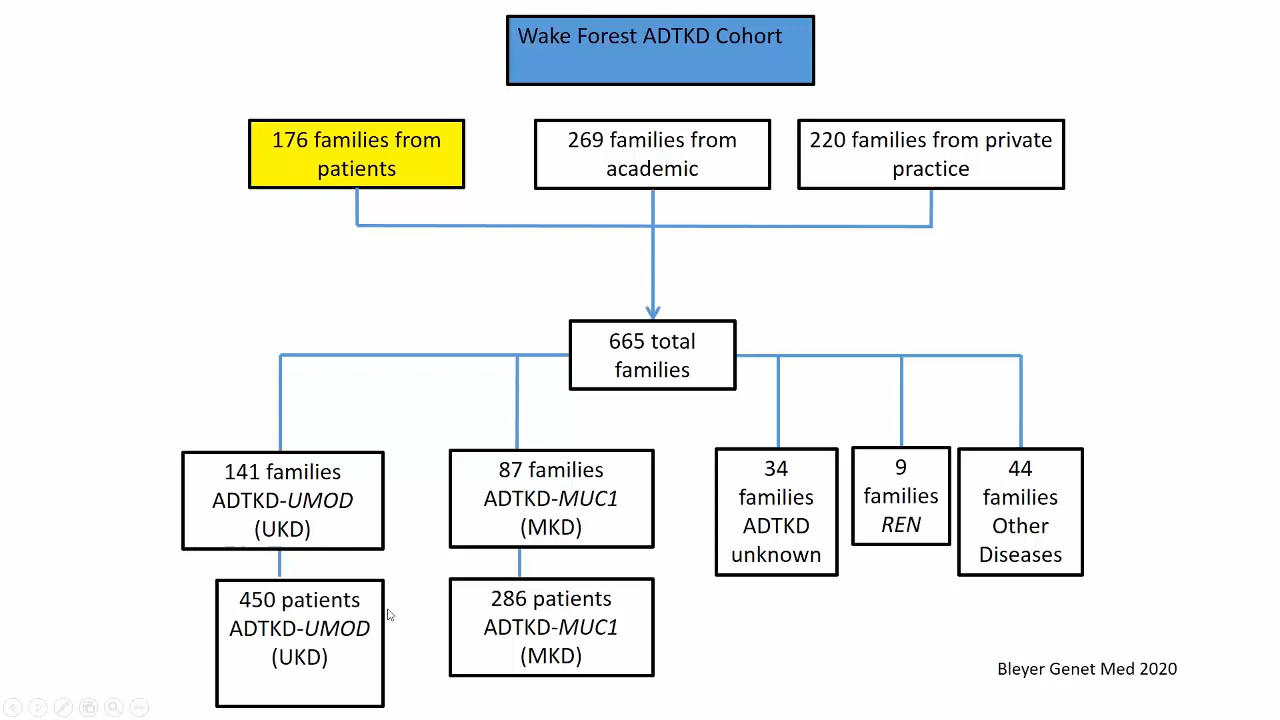 Wake Forest ADTKD Cohort
176 families from
patients
269 families from
academic
220 families from private
practice
665 total
families
141 families
ADTKD-UMOD
(UKD)
87 families
ADTKD-MUC1
(MKD)
34
families
ADTKD
unknown
9
families
REN
44
families
Other
Diseases
450 patients
ADTKD-UMOD
(UKD)
286 patients
ADTKD-MUC1
(MKD)
Bleyer Genet Med 2020